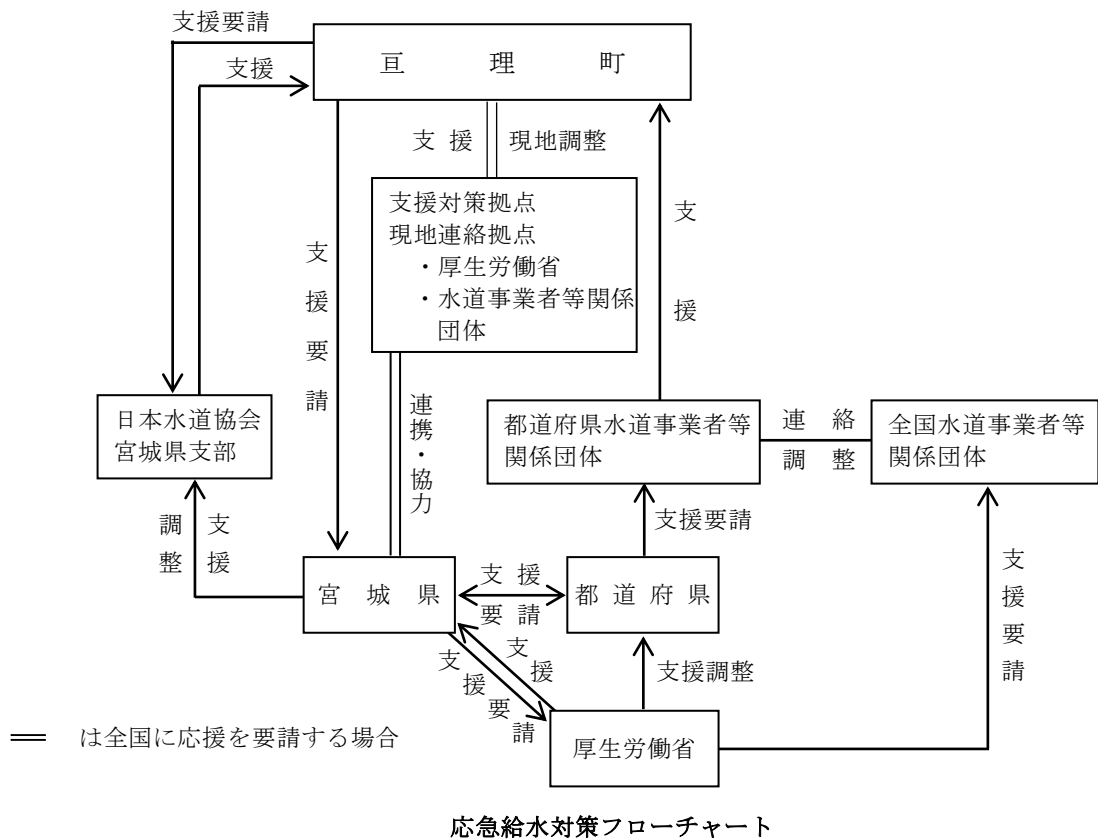 支援要請
亘理町
支援
支援 現地調整
支援対策拠点
現地連絡拠点
・厚生労働省
・水道事業者等関係
団体
支援要請
支援
日本水道協会
宮城県支部
連携・協力
都道府県水道事業者等
関係団体
連絡
調整
全国水道事業者等
関係団体
調整
支援
支援要請
宮城県
支援
要請
都道府県
支援要請
支援
支援要請
支援調整
厚生労働省
══ は全国に応援を要請する場合
応急給水対策フローチャート